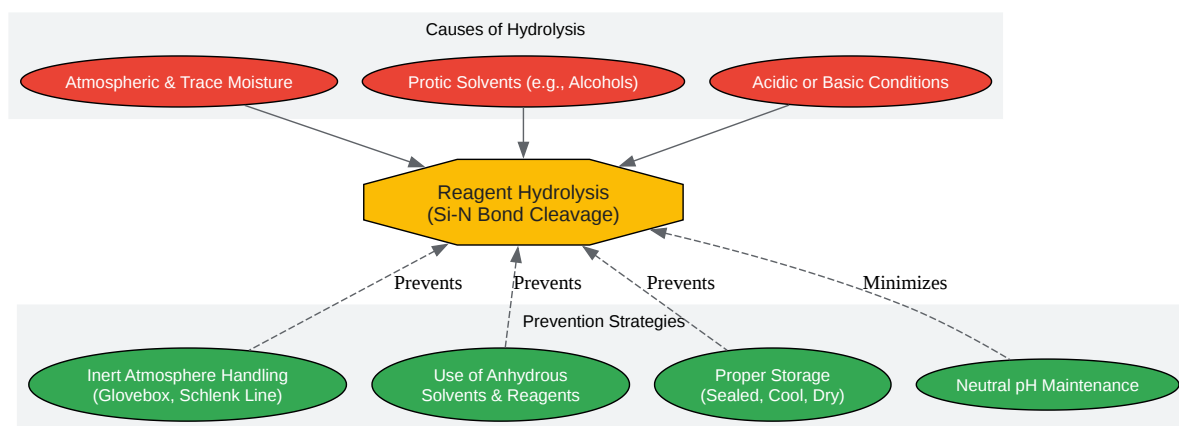 Causes of Hydrolysis
Atmospheric & Trace Moisture
Protic Solvents (e.g., Alcohols)
Acidic or Basic Conditions
Reagent Hydrolysis
(Si-N Bond Cleavage)
Prevents
Prevents
Prevents
Minimizes
Prevention Strategies
Inert Atmosphere Handling
(Glovebox, Schlenk Line)
Use of Anhydrous
Solvents & Reagents
Proper Storage
(Sealed, Cool, Dry)
Neutral pH Maintenance